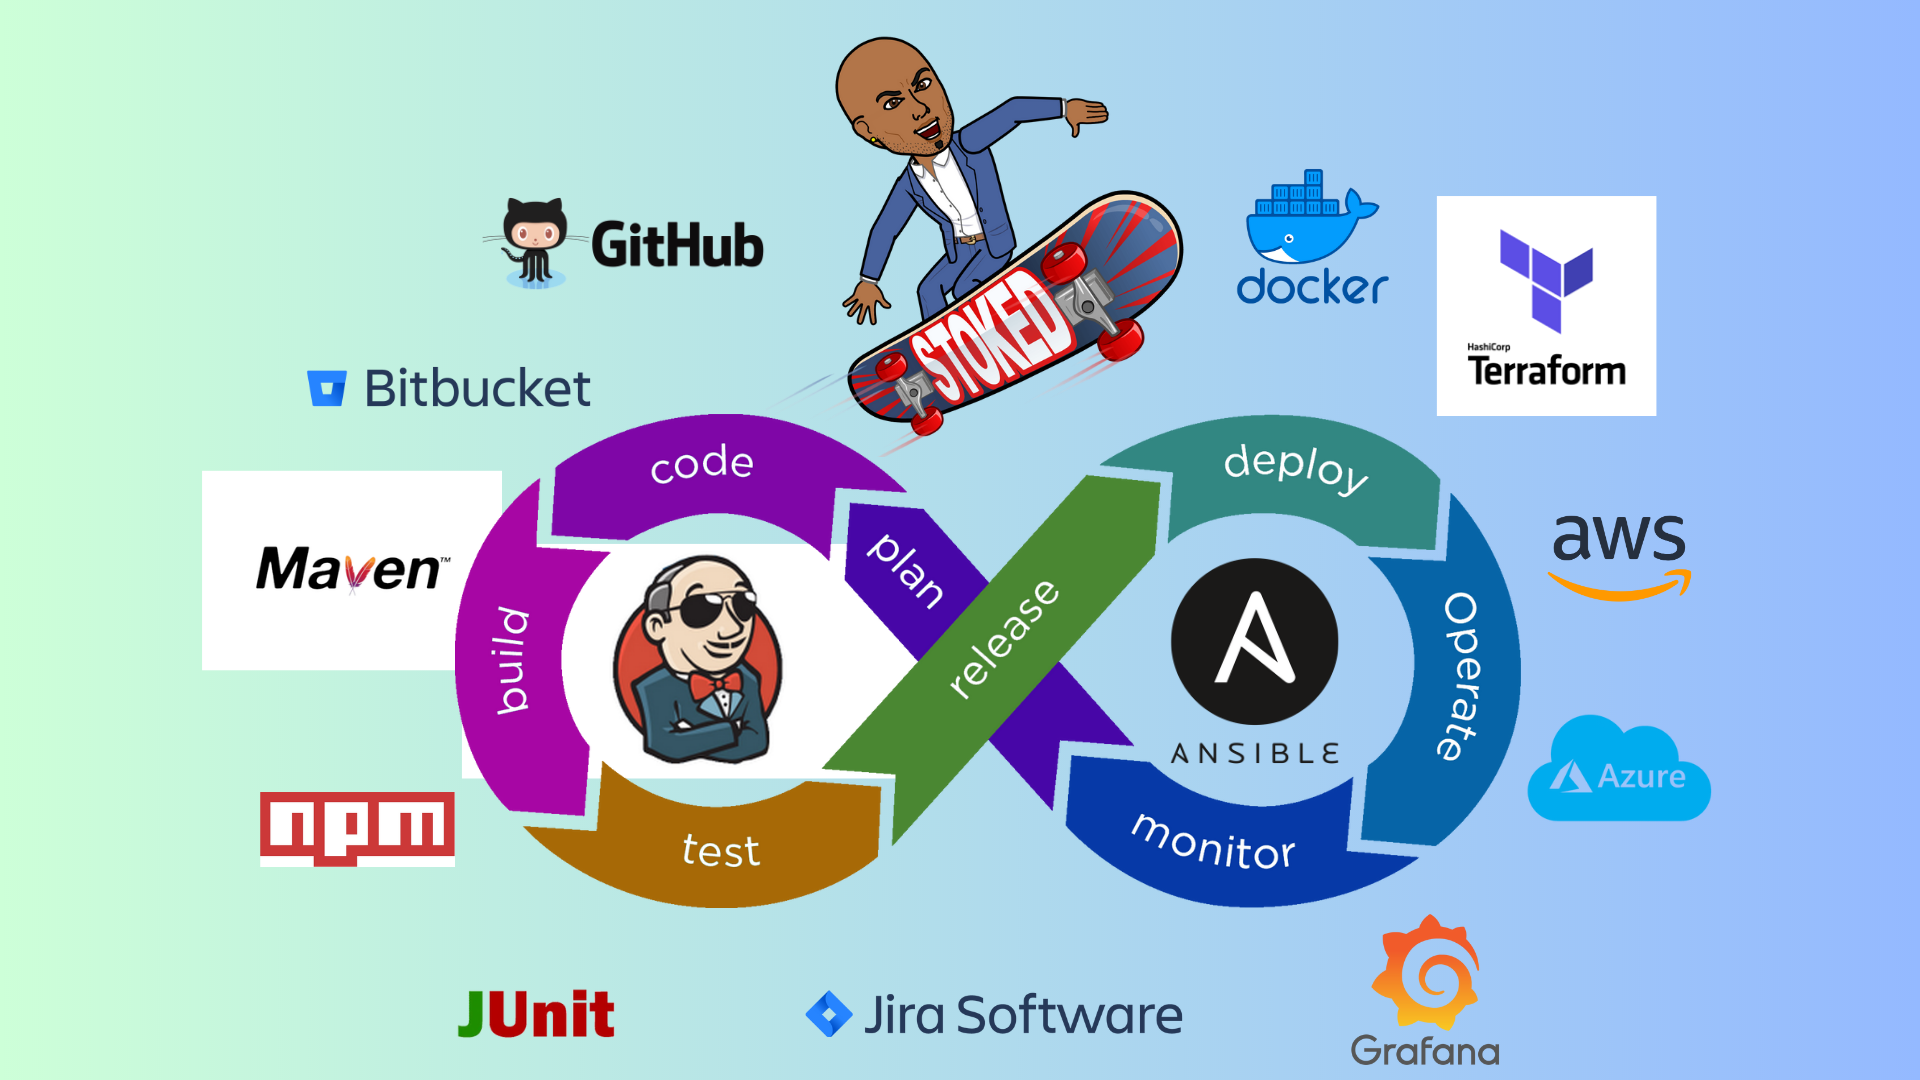 GitHub
STOKED
docker
HashiCorp
Terraform
Bitbucket
code
deploy
Maven™
plan
aws
build
release
Operate
ANSIBLE
Azure
npm
test
monitor
JUnit
Jira Software
Grafana